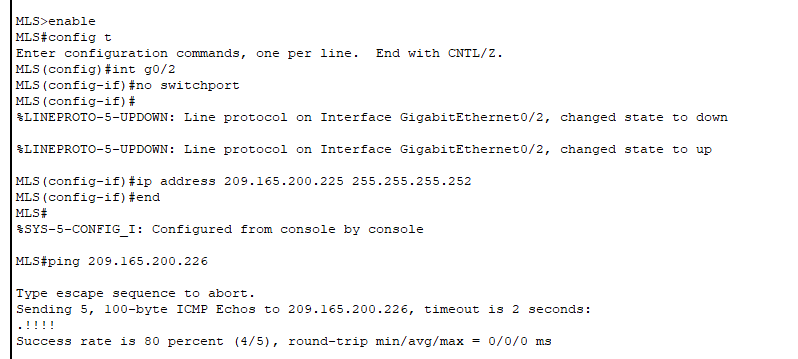 MLS>enable
MLS#config t
Enter configuration commands, one per line.  End with CNTL/Z.
MLS(config)#int g0/2
MLS(config-if)#no switchport
MLS(config-if)#
%LINEPROTO-5-UPDOWN: Line protocol on Interface GigabitEthernet0/2, changed state to down
%LINEPROTO-5-UPDOWN: Line protocol on Interface GigabitEthernet0/2, changed state to up
MLS(config-if)#ip address 209.165.200.225 255.255.255.252
MLS(config-if)#end
MLS#
%SYS-5-CONFIG_I: Configured from console by console
MLS#ping 209.165.200.226
Type escape sequence to abort.
Sending 5, 100-byte ICMP Echos to 209.165.200.226, timeout is 2 seconds:
.!!!!
Success rate is 80 percent (4/5), round-trip min/avg/max = 0/0/0 ms